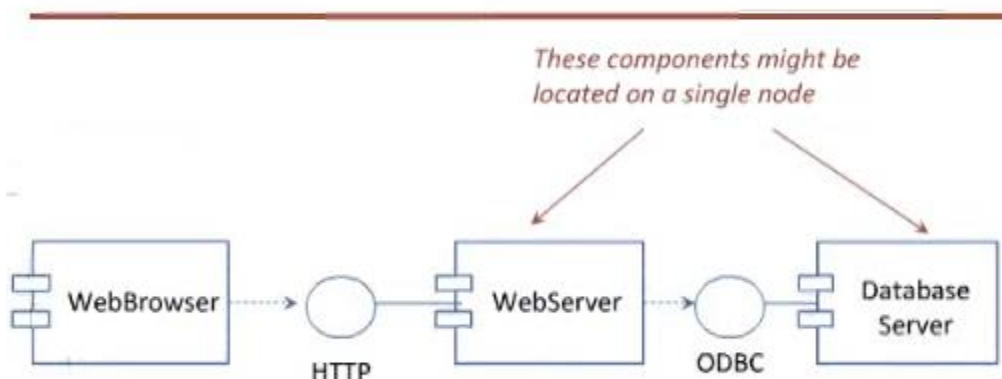 These components might be
located on a single node
WebBrowser
WebServer
Database
Server
HTTP
ODBC